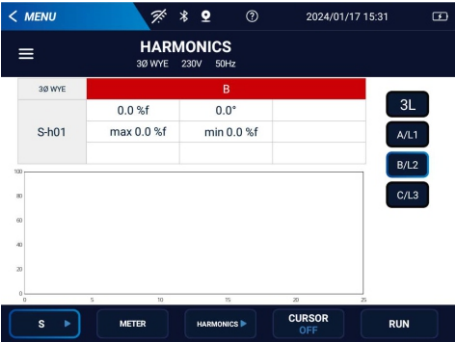 < MENU 2024/01/17 15:31
HARMONICS
3Ø WYE 230V 50Hz
3Ø WYE B
S-h01 0.0 %f 0.0°
max 0.0 %f min 0.0 %f
3L
A/L1
B/L2
C/L3
100
80
60
40
20
0
0 5 10 15 20 25
S METER HARMONICS CURSOR OFF RUN